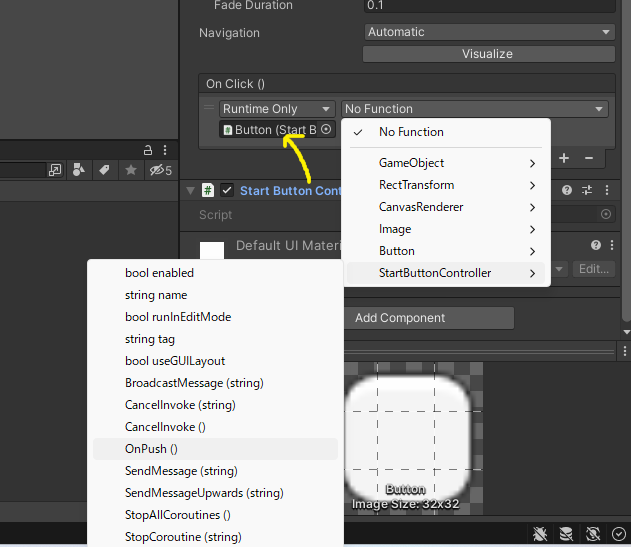 Fade Duration
0.1
Navigation
Automatic
Visualize
On Click ()
Runtime Only
No Function
Button (Start B
No Function
GameObject
RectTransform
CanvasRenderer
Image
Button
StartButtonController
5
# Start Button Cont
Script
Default UI Materi
Edit...
Add Component
bool enabled
string name
bool runInEditMode
string tag
bool useGUILayout
BroadcastMessage (string)
CancelInvoke (string)
CancelInvoke ()
OnPush ()
SendMessage (string)
SendMessageUpwards (string)
StopAllCoroutines ()
StopCoroutine (string)
Button
Image Size: 32x32